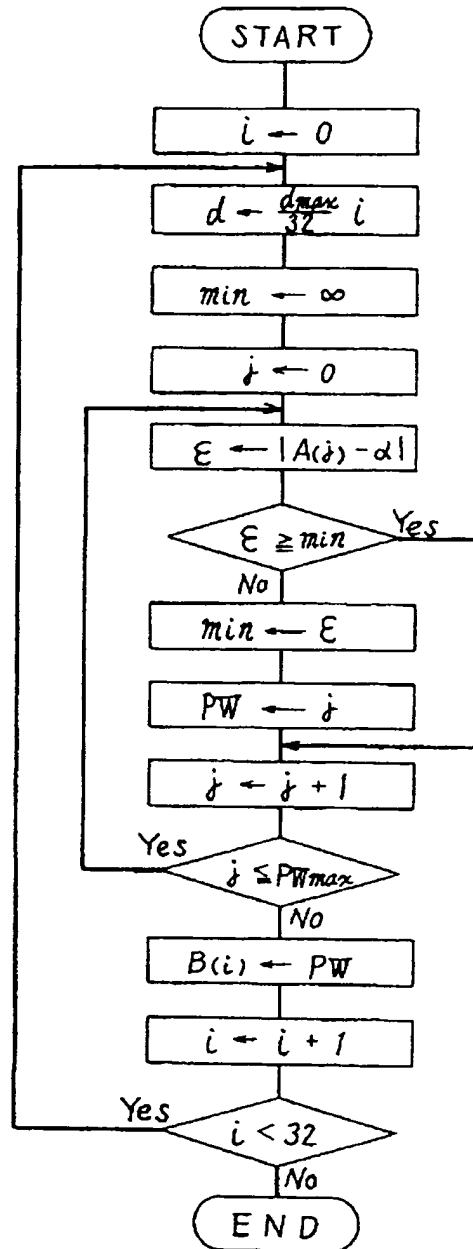 START
i ← 0
d ← dmax/32 i
min ← ∞
j ← 0
ε ← |A(j) - d|
ε ≧ min
Yes
No
min ← ε
PW ← j
j ← j + 1
Yes
j ≦ PWmax
No
B(i) ← PW
i ← i + 1
Yes
i < 32
No
END